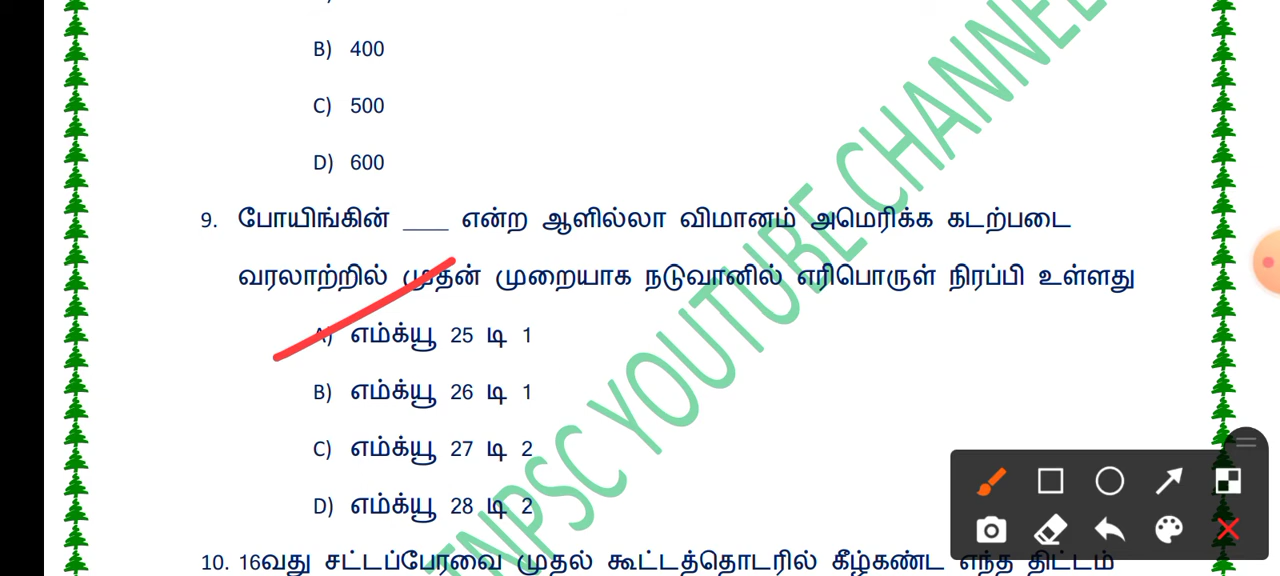 B) 400
C) 500
D) 600
9. போயிங்கின் ____ என்ற ஆளில்லா விமானம் அமெரிக்க கடற்படை
வரலாற்றில் முதன் முறையாக நடுவானில் எரிபொருள் நிரப்பி உள்ளது
A) எம்க்யூ 25 டி 1
B) எம்க்யூ 26 டி 1
C) எம்க்யூ 27 டி 2
D) எம்க்யூ 28 டி 2
10. 16வது சட்டப்பேரவை முதல் கூட்டத்தொடரில் கீழ்கண்ட எந்த திட்டம்
TNPSC YOUTUBE CHANNEL